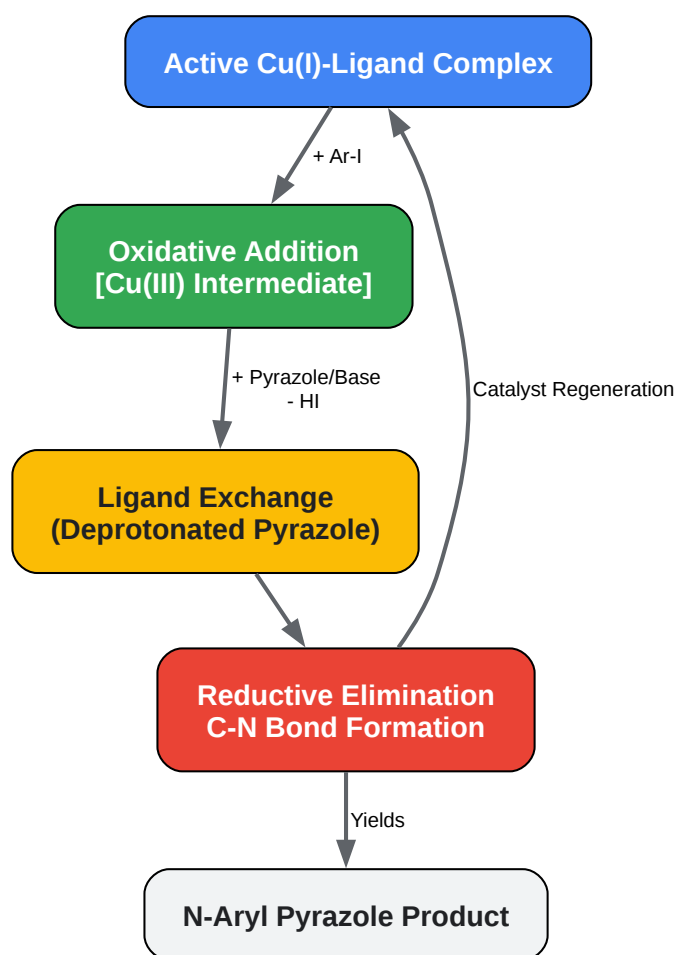 Active Cu(I)-Ligand Complex
+ Ar-I
Oxidative Addition
[Cu(III) Intermediate]
+ Pyrazole/Base
- HI
Catalyst Regeneration
Ligand Exchange
(Deprotonated Pyrazole)
Reductive Elimination
C-N Bond Formation
Yields
N-Aryl Pyrazole Product